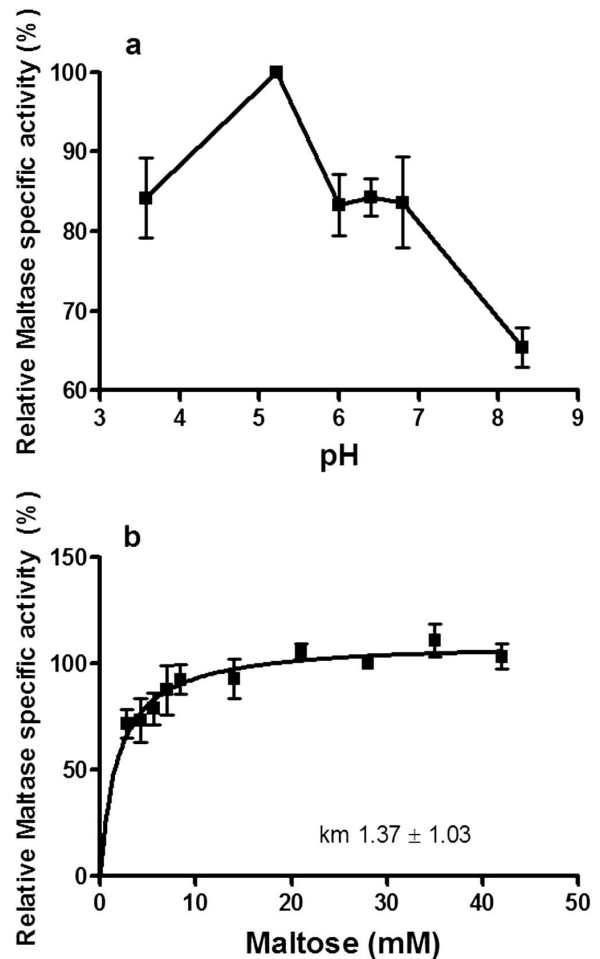 a
Relative Maltase specific activity (%)
100
90
80
70
60
3 4 5 6 7 8 9
pH
b
Relative Maltase specific activity (%)
150
100
50
0
km 1.37 ± 1.03
0 10 20 30 40 50
Maltose (mM)